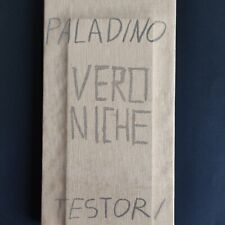 PALADINO
VERO
NICHE
TESTORI